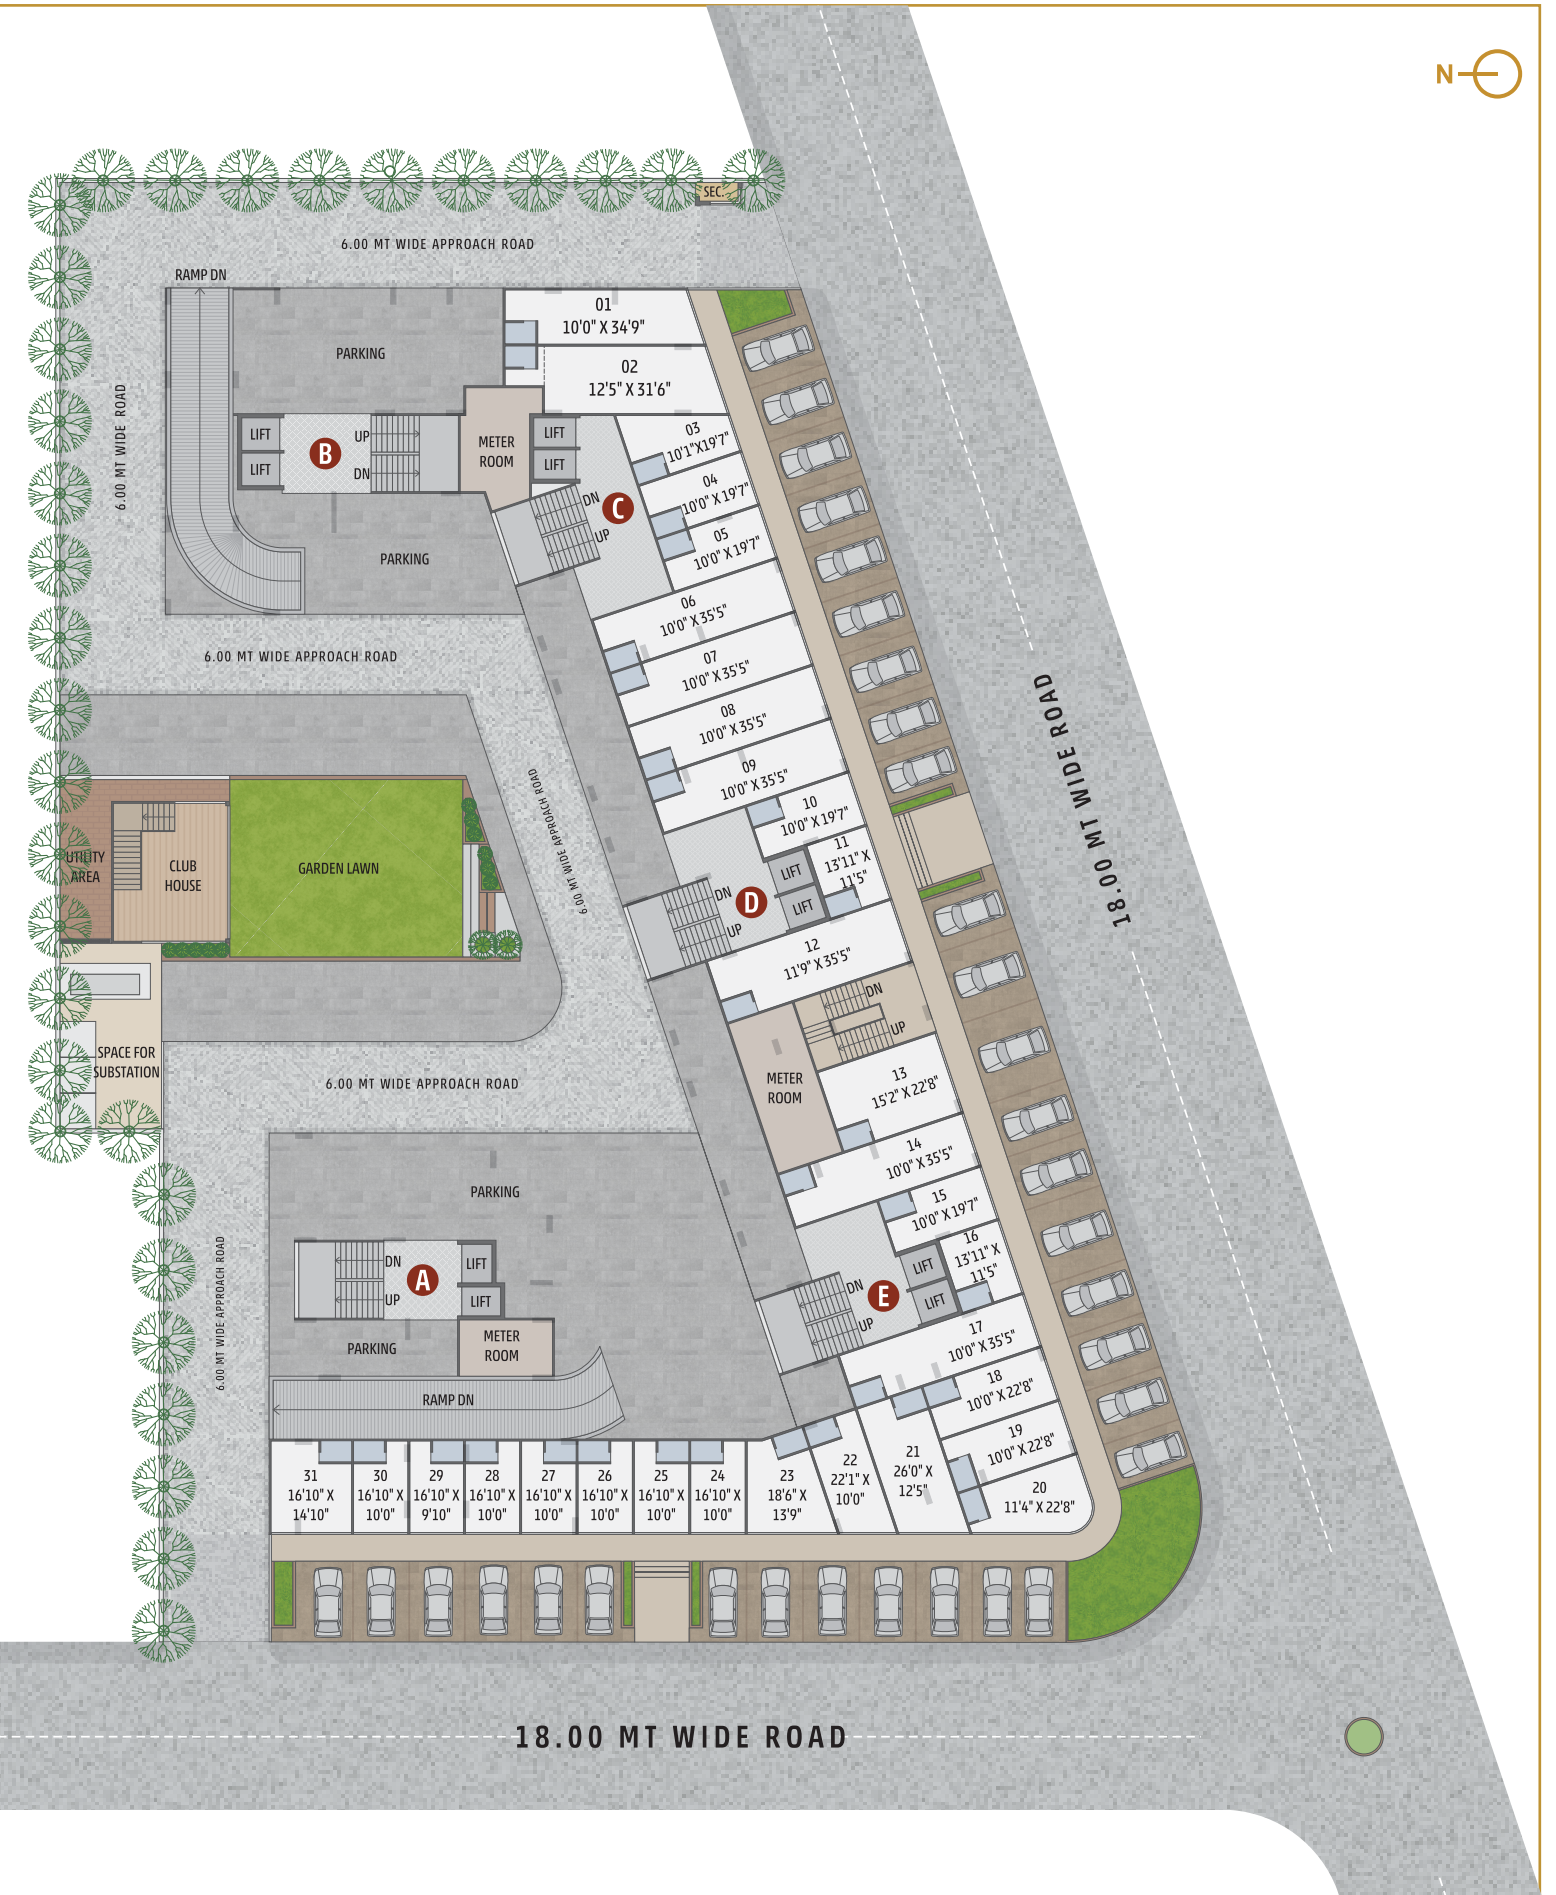 N
SEC.
6.00 MT WIDE APPROACH ROAD
RAMP DN
6.00 MT WIDE ROAD
PARKING
01
10'0" X 34'9"
02
12'5" X 31'6"
LIFT
LIFT
B
UP
DN
METER
ROOM
LIFT
LIFT
03
10'1"X19'7"
04
10'0" X 19'7"
05
10'0" X 19'7"
C
DN
UP
PARKING
06
10'0" X 35'5"
07
10'0" X 35'5"
08
10'0" X 35'5"
09
10'0" X 35'5"
6.00 MT WIDE APPROACH ROAD
6.00 MT WIDE APPROACH ROAD
18.00 MT WIDE ROAD
10
10'0" X 19'7"
11
13'11" X
11'5"
LIFT
LIFT
D
DN
UP
UTILITY
AREA
CLUB
HOUSE
GARDEN LAWN
12
11'9" X 35'5"
DN
UP
SPACE FOR
SUBSTATION
6.00 MT WIDE APPROACH ROAD
METER
ROOM
13
15'2" X 22'8"
14
10'0" X 35'5"
15
10'0" X 19'7"
16
13'11" X
11'5"
LIFT
LIFT
E
DN
UP
PARKING
6.00 MT WIDE APPROACH ROAD
DN
UP
A
LIFT
LIFT
PARKING
METER
ROOM
RAMP DN
17
10'0" X 35'5"
18
10'0" X 22'8"
19
10'0" X 22'8"
20
11'4" X 22'8"
21
26'0" X
12'5"
22
22'1" X
10'0"
23
18'6" X
13'9"
24
16'10" X
10'0"
25
16'10" X
10'0"
26
16'10" X
10'0"
27
16'10" X
10'0"
28
16'10" X
10'0"
29
16'10" X
9'10"
30
16'10" X
10'0"
31
16'10" X
14'10"
18.00 MT WIDE ROAD